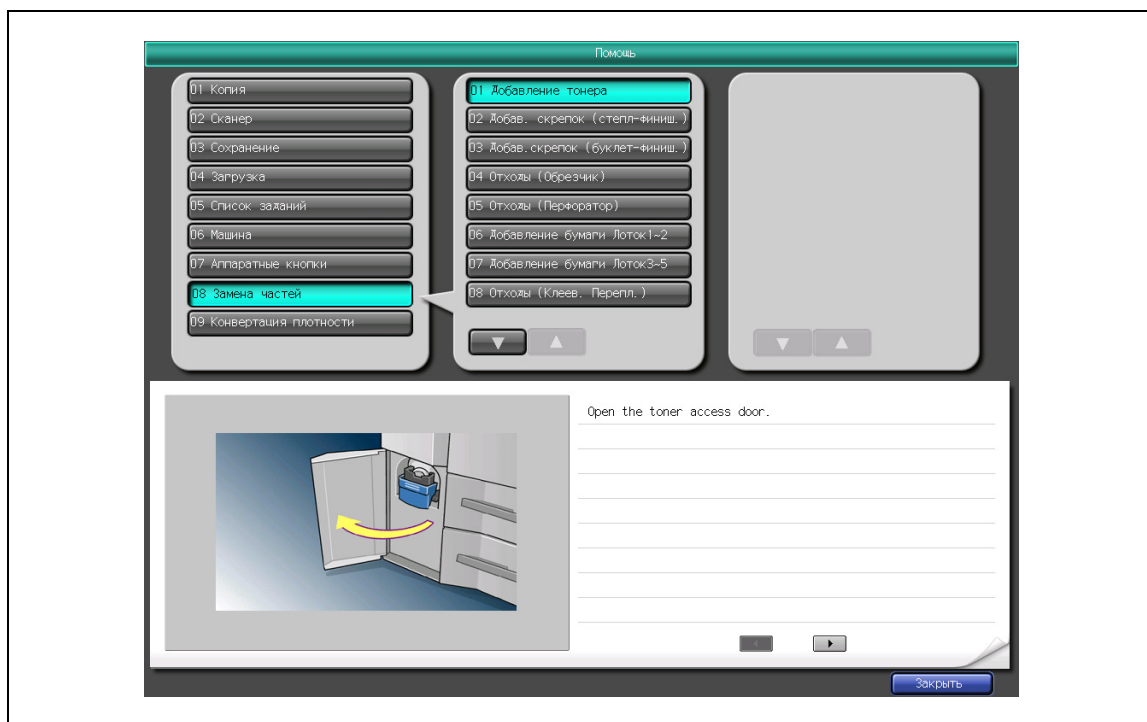 Помощь
01 Копия
02 Сканер
03 Сохранение
04 Загрузка
05 Список заданий
06 Машина
07 Аппаратные кнопки
08 Замена частей
09 Конвертация плотности
01 Добавление тонера
02 Добав. скрепок (степл-финиш.)
03 Добав.скрепок (буклет-финиш.)
04 Отходы (Обрезчик)
05 Отходы (Перфоратор)
06 Добавление бумаги Лоток1~2
07 Добавление бумаги Лоток3~5
08 Отходы (Клеев. Перепл.)
Open the toner access door.
Закрыть